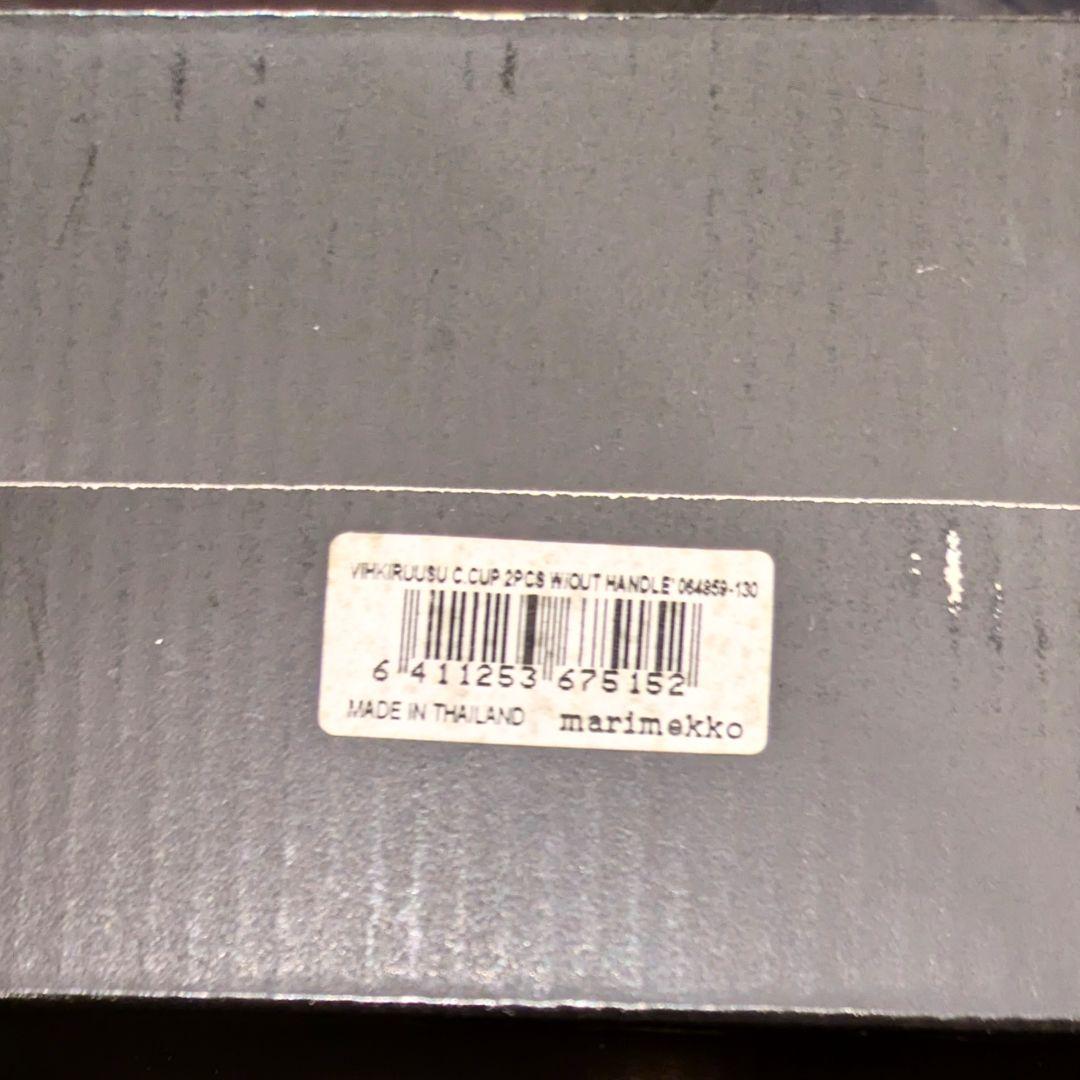 VIHKIRUUSU C.CUP 2PCS W/OUT HANDLE' 064859-130
6 411253 675152
MADE IN THAILAND marimekko